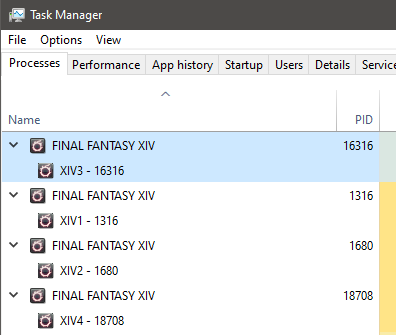 Task Manager
File Options View
Processes Performance App history Startup Users Details Service
Name PID
FINAL FANTASY XIV 16316
XIV3 - 16316
FINAL FANTASY XIV 1316
XIV1 - 1316
FINAL FANTASY XIV 1680
XIV2 - 1680
FINAL FANTASY XIV 18708
XIV4 - 18708